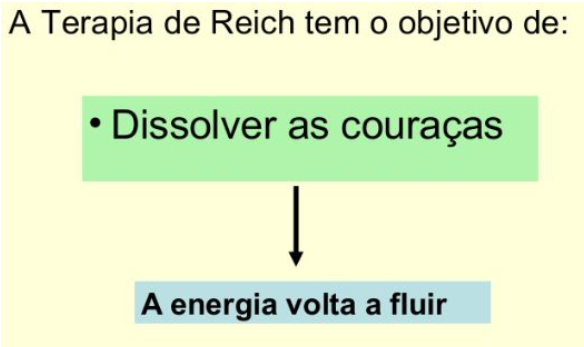 A Terapia de Reich tem o objetivo de:
• Dissolver as couraças
A energia volta a fluir